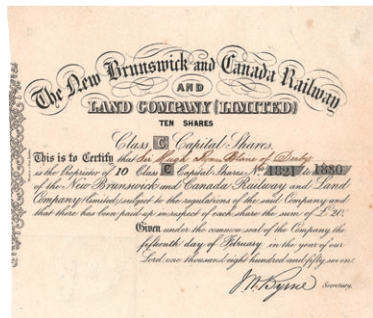 The New Brunswick and Canada Railway
AND
LAND COMPANY (LIMITED)
TEN SHARES
Class C Capital Shares.
This is to Certify that Sir Hugh of
is the Proprietor of 10 Class C Capital Shares Nº 1821 to 1830
of the New Brunswick and Canada Railway and Land
Company (Limited) subject to the regulations of the said Company and
that there has been paid up in respect of each share the sum of £20.
Given under the common seal of the Company the
fifteenth day of February in the year of our
Lord one thousand eight hundred and fifty seven.
J W Byrne Secretary.